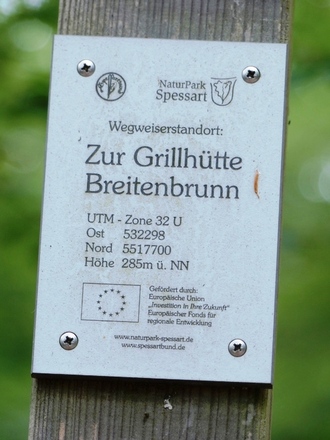 NaturPark
Spessart
Wegweiserstandort:
Zur Grillhütte
Breitenbrunn
UTM - Zone 32 U
Ost 532298
Nord 5517700
Höhe 285m ü. NN
Gefördert durch:
Europäische Union
„Investition in Ihre Zukunft“
Europäischer Fonds für
regionale Entwicklung
www.naturpark-spessart.de
www.spessartbund.de